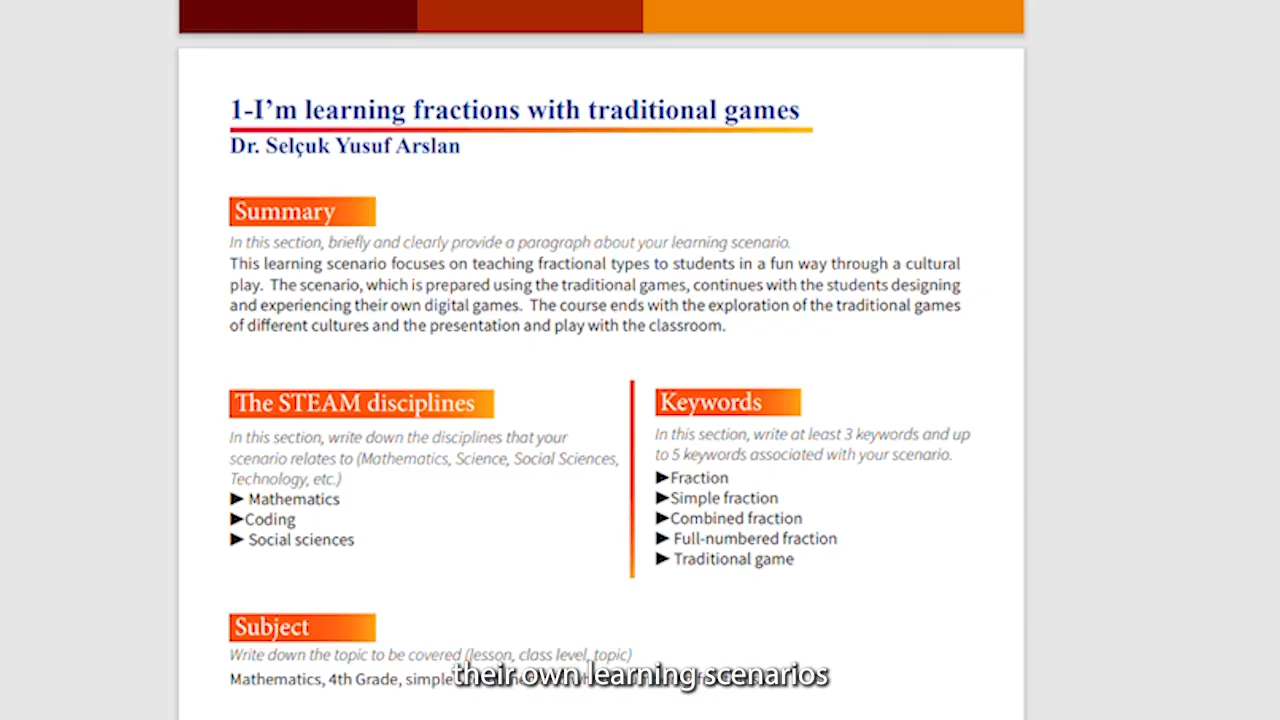 1-I'm learning fractions with traditional games
Dr. Selçuk Yusuf Arslan
Summary
In this section, briefly and clearly provide a paragraph about your learning scenario.
This learning scenario focuses on teaching fractional types to students in a fun way through a cultural
play. The scenario, which is prepared using the traditional games, continues with the students designing
and experiencing their own digital games. The course ends with the exploration of the traditional games
of different cultures and the presentation and play with the classroom.
The STEAM disciplines
In this section, write down the disciplines that your
scenario relates to (Mathematics, Science, Social Sciences,
Technology, etc.)
▶ Mathematics
▶Coding
▶ Social sciences
Keywords
In this section, write at least 3 keywords and up
to 5 keywords associated with your scenario.
▶Fraction
▶Simple fraction
▶Combined fraction
▶ Full-numbered fraction
▶ Traditional game
Subject
Write down the topic to be covered (lesson, class level, topic)
Mathematics, 4th Grade, simple
their own learning scenarios